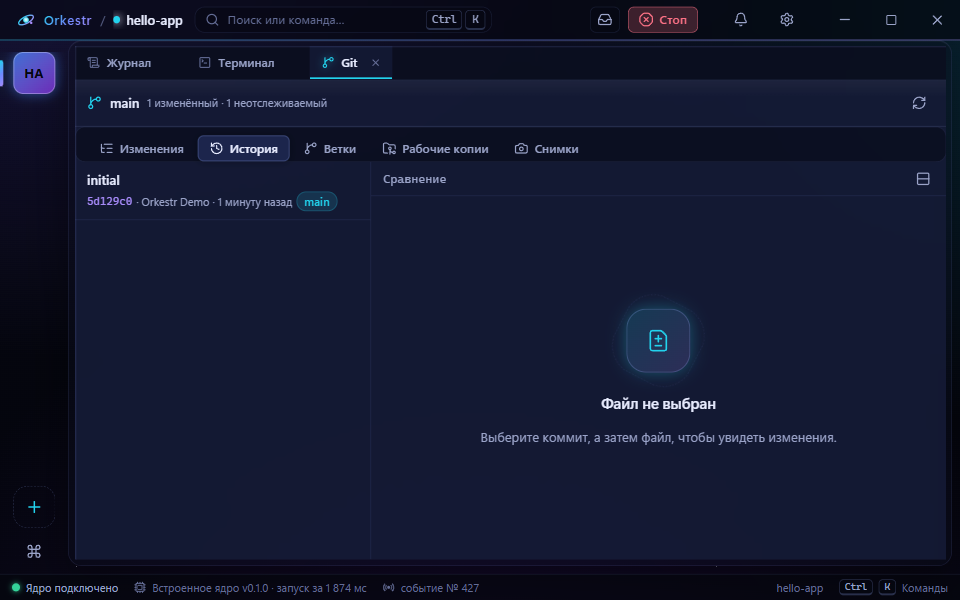 Orkestr / hello-app Поиск или команда... Ctrl K Стоп
HA
Журнал Терминал Git
main 1 изменённый · 1 неотслеживаемый
Изменения История Ветки Рабочие копии Снимки
initial
5d129c0 · Orkestr Demo · 1 минуту назад main
Сравнение
Файл не выбран
Выберите коммит, а затем файл, чтобы увидеть изменения.
Ядро подключено Встроенное ядро v0.1.0 · запуск за 1 874 мс событие № 427 hello-app Ctrl K Команды